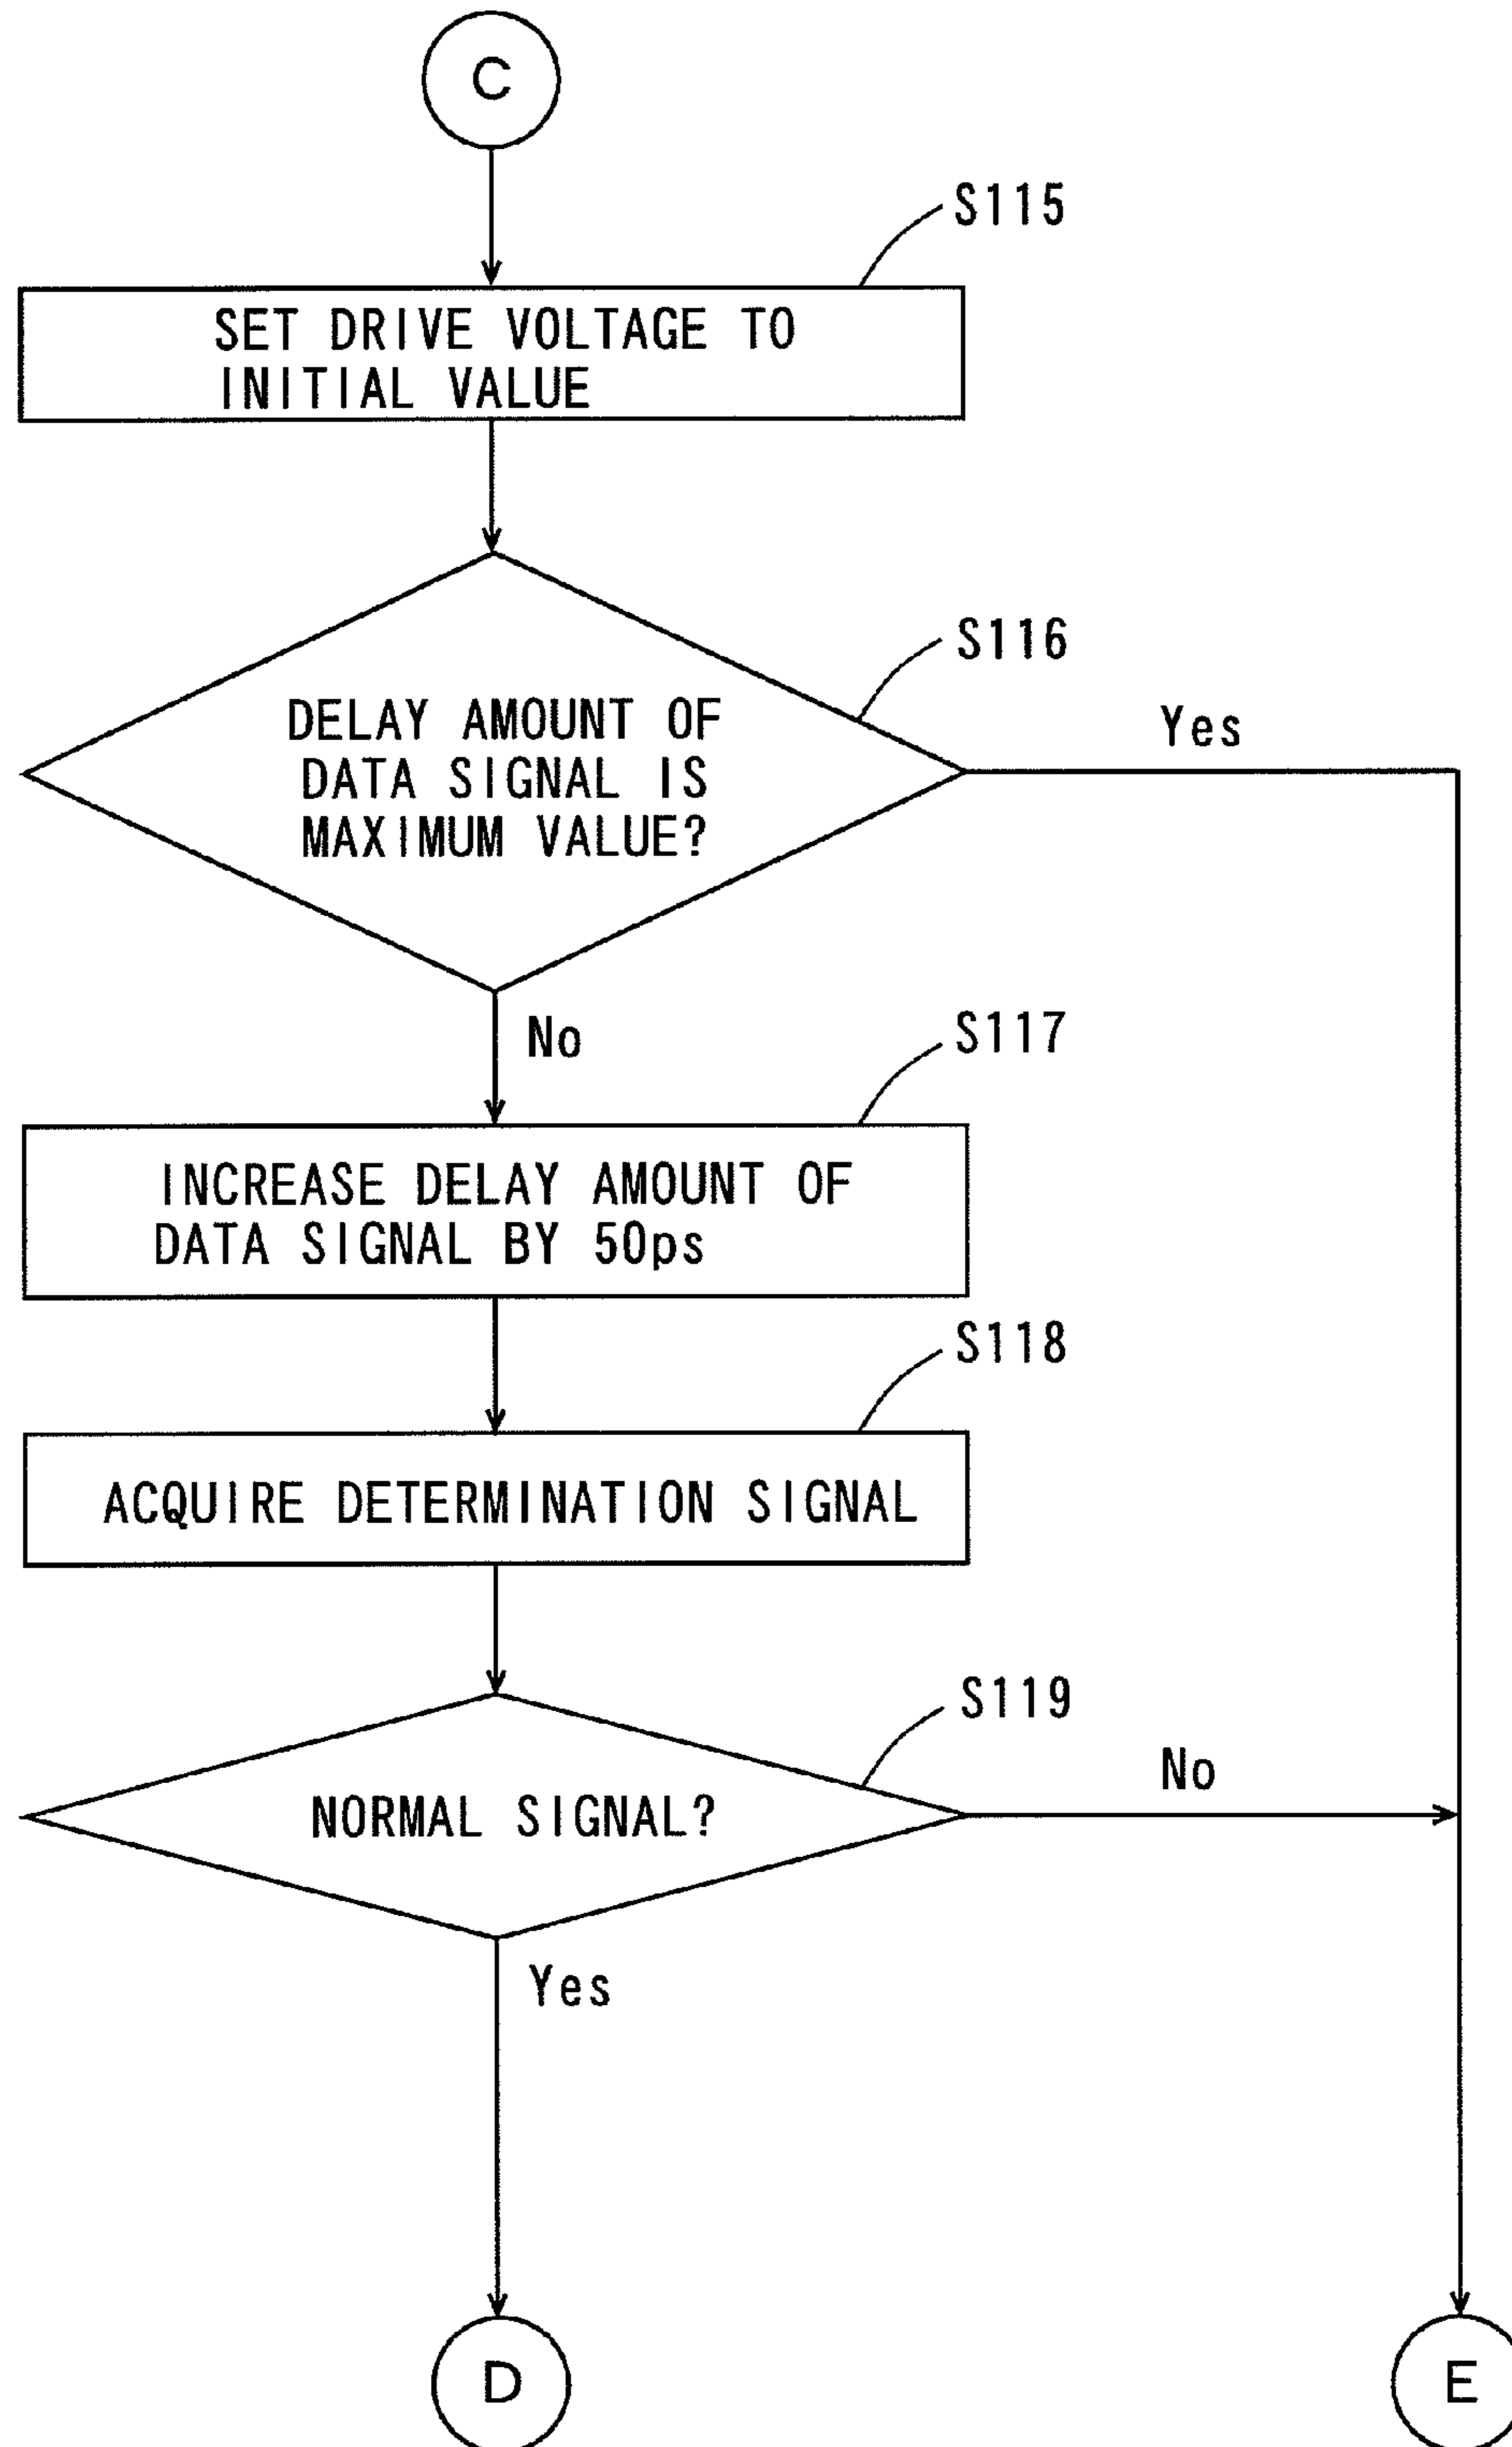 C
S115
SET DRIVE VOLTAGE TO
INITIAL VALUE
S116
DELAY AMOUNT OF
DATA SIGNAL IS
MAXIMUM VALUE?
Yes
No
S117
INCREASE DELAY AMOUNT OF
DATA SIGNAL BY 50ps
S118
ACQUIRE DETERMINATION SIGNAL
S119
NORMAL SIGNAL?
No
Yes
D
E